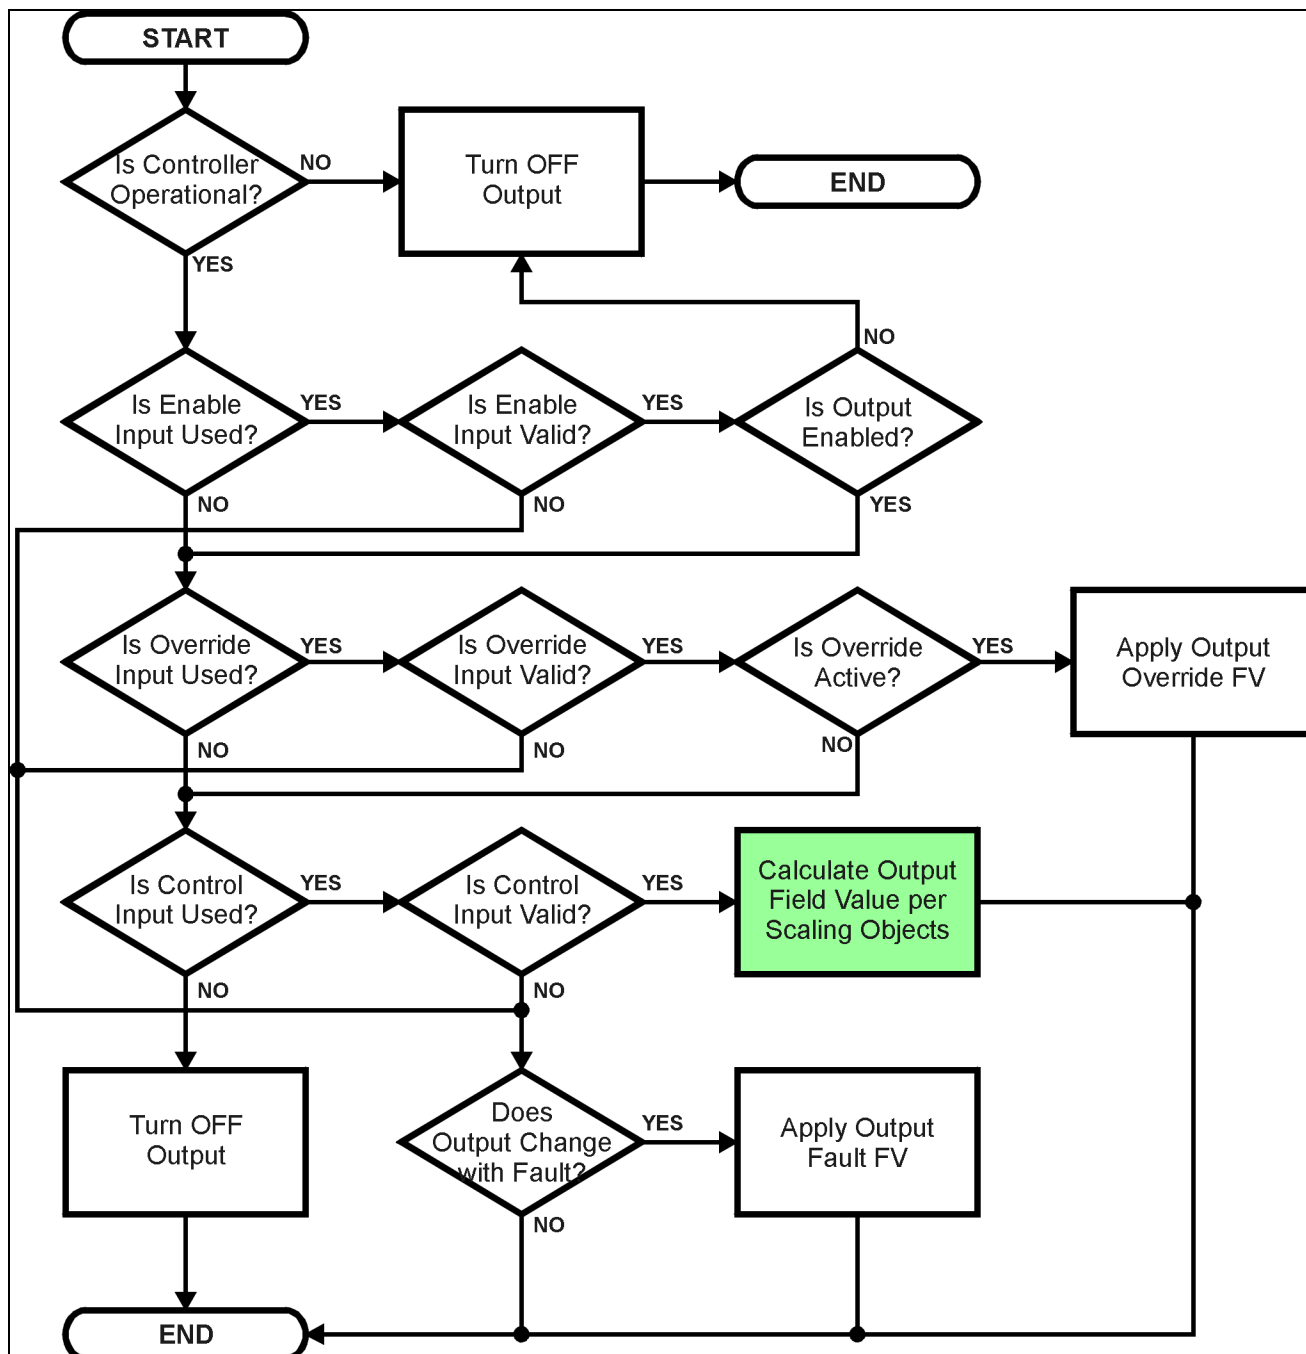 START
Is Controller
Operational?
NO
Turn OFF
Output
END
YES
NO
Is Enable
Input Used?
YES
Is Enable
Input Valid?
YES
Is Output
Enabled?
NO
NO
YES
Is Override
Input Used?
YES
Is Override
Input Valid?
YES
Is Override
Active?
YES
Apply Output
Override FV
NO
NO
NO
Is Control
Input Used?
YES
Is Control
Input Valid?
YES
Calculate Output
Field Value per
Scaling Objects
NO
NO
Turn OFF
Output
Does
Output Change
with Fault?
YES
Apply Output
Fault FV
NO
END